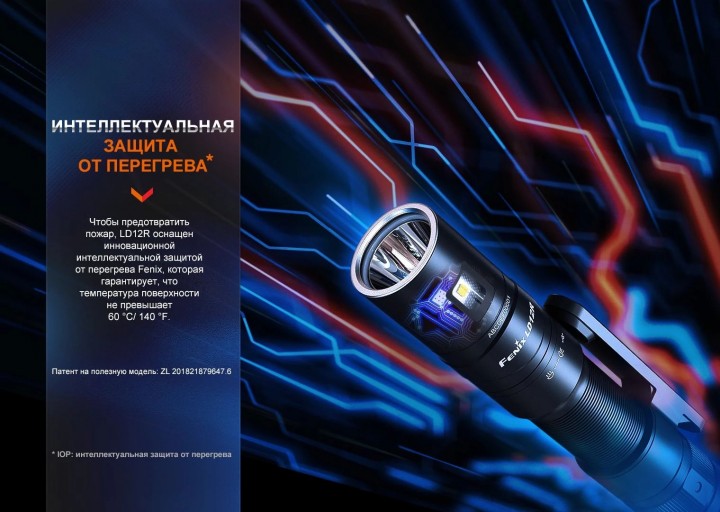 ИНТЕЛЛЕКТУАЛЬНАЯ
ЗАЩИТА
ОТ ПЕРЕГРЕВА*
Чтобы предотвратить
пожар, LD12R оснащен
инновационной
интеллектуальной защитой
от перегрева Fenix, которая
гарантирует, что
температура поверхности
не превышает
60 °C/ 140 °F.
Патент на полезную модель: ZL 201821879647.6
* IOP: интеллектуальная защита от перегрева
FENIX LD12R